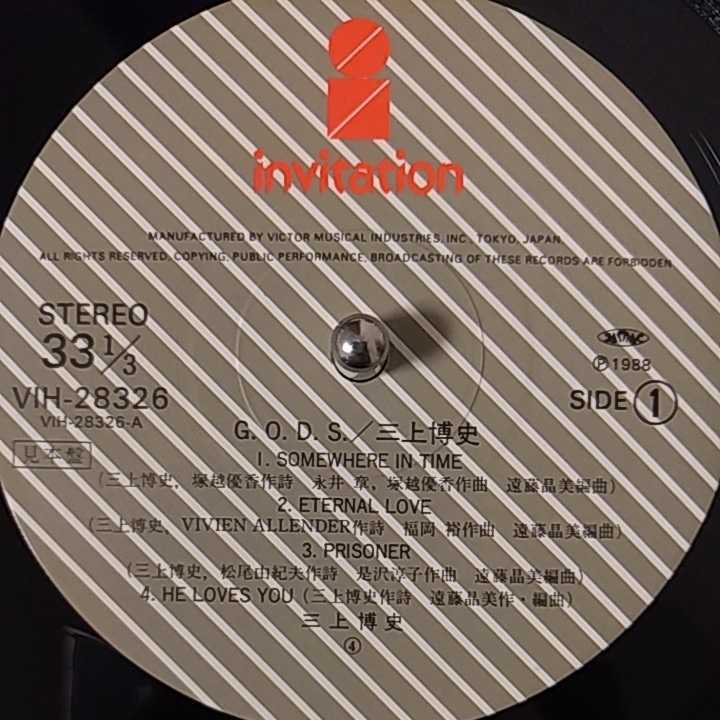 invitation
MANUFACTURED BY VICTOR MUSICAL INDUSTRIES, INC., TOKYO, JAPAN.
ALL RIGHTS RESERVED, COPYING, PUBLIC PERFORMANCE, BROADCASTING OF THESE RECORDS ARE FORBIDDEN
STEREO
33 1/3
VIH-28326
VIH-28326-A
見本盤
JASRAC
Ⓟ1988
SIDE 1
G. O. D. S.／三上博史
1. SOMEWHERE IN TIME
(三上博史, 塚越優香作詩 永井 章, 塚越優香作曲 遠藤晶美編曲)
2. ETERNAL LOVE
(三上博史, VIVIEN ALLENDER作詩 福岡 裕作曲 遠藤晶美編曲)
3. PRISONER
(三上博史, 松尾由紀夫作詩 是沢淳子作曲 遠藤晶美編曲)
4. HE LOVES YOU (三上博史作詩 遠藤晶美作・編曲)
三上博史
④